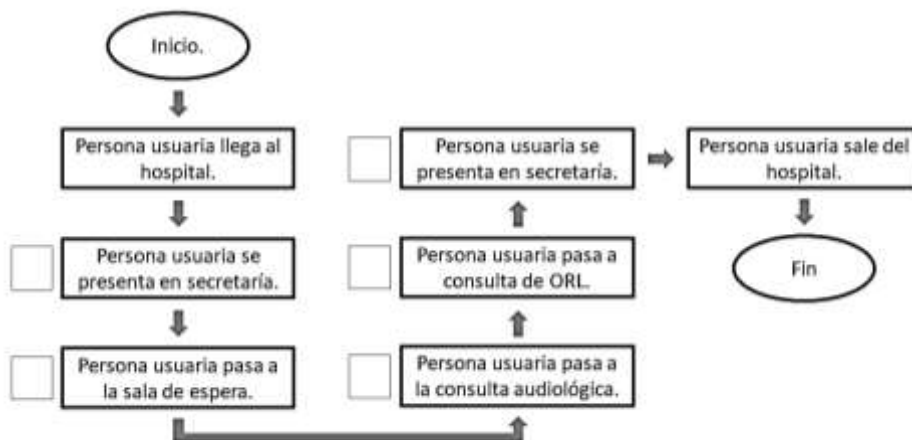 Inicio.
Persona usuaria llega al
hospital.
Persona usuaria se
presenta en secretaría.
Persona usuaria pasa a
la sala de espera.
Persona usuaria pasa a
la consulta audiológica.
Persona usuaria pasa a
consulta de ORL.
Persona usuaria se
presenta en secretaría.
Persona usuaria sale del
hospital.
Fin